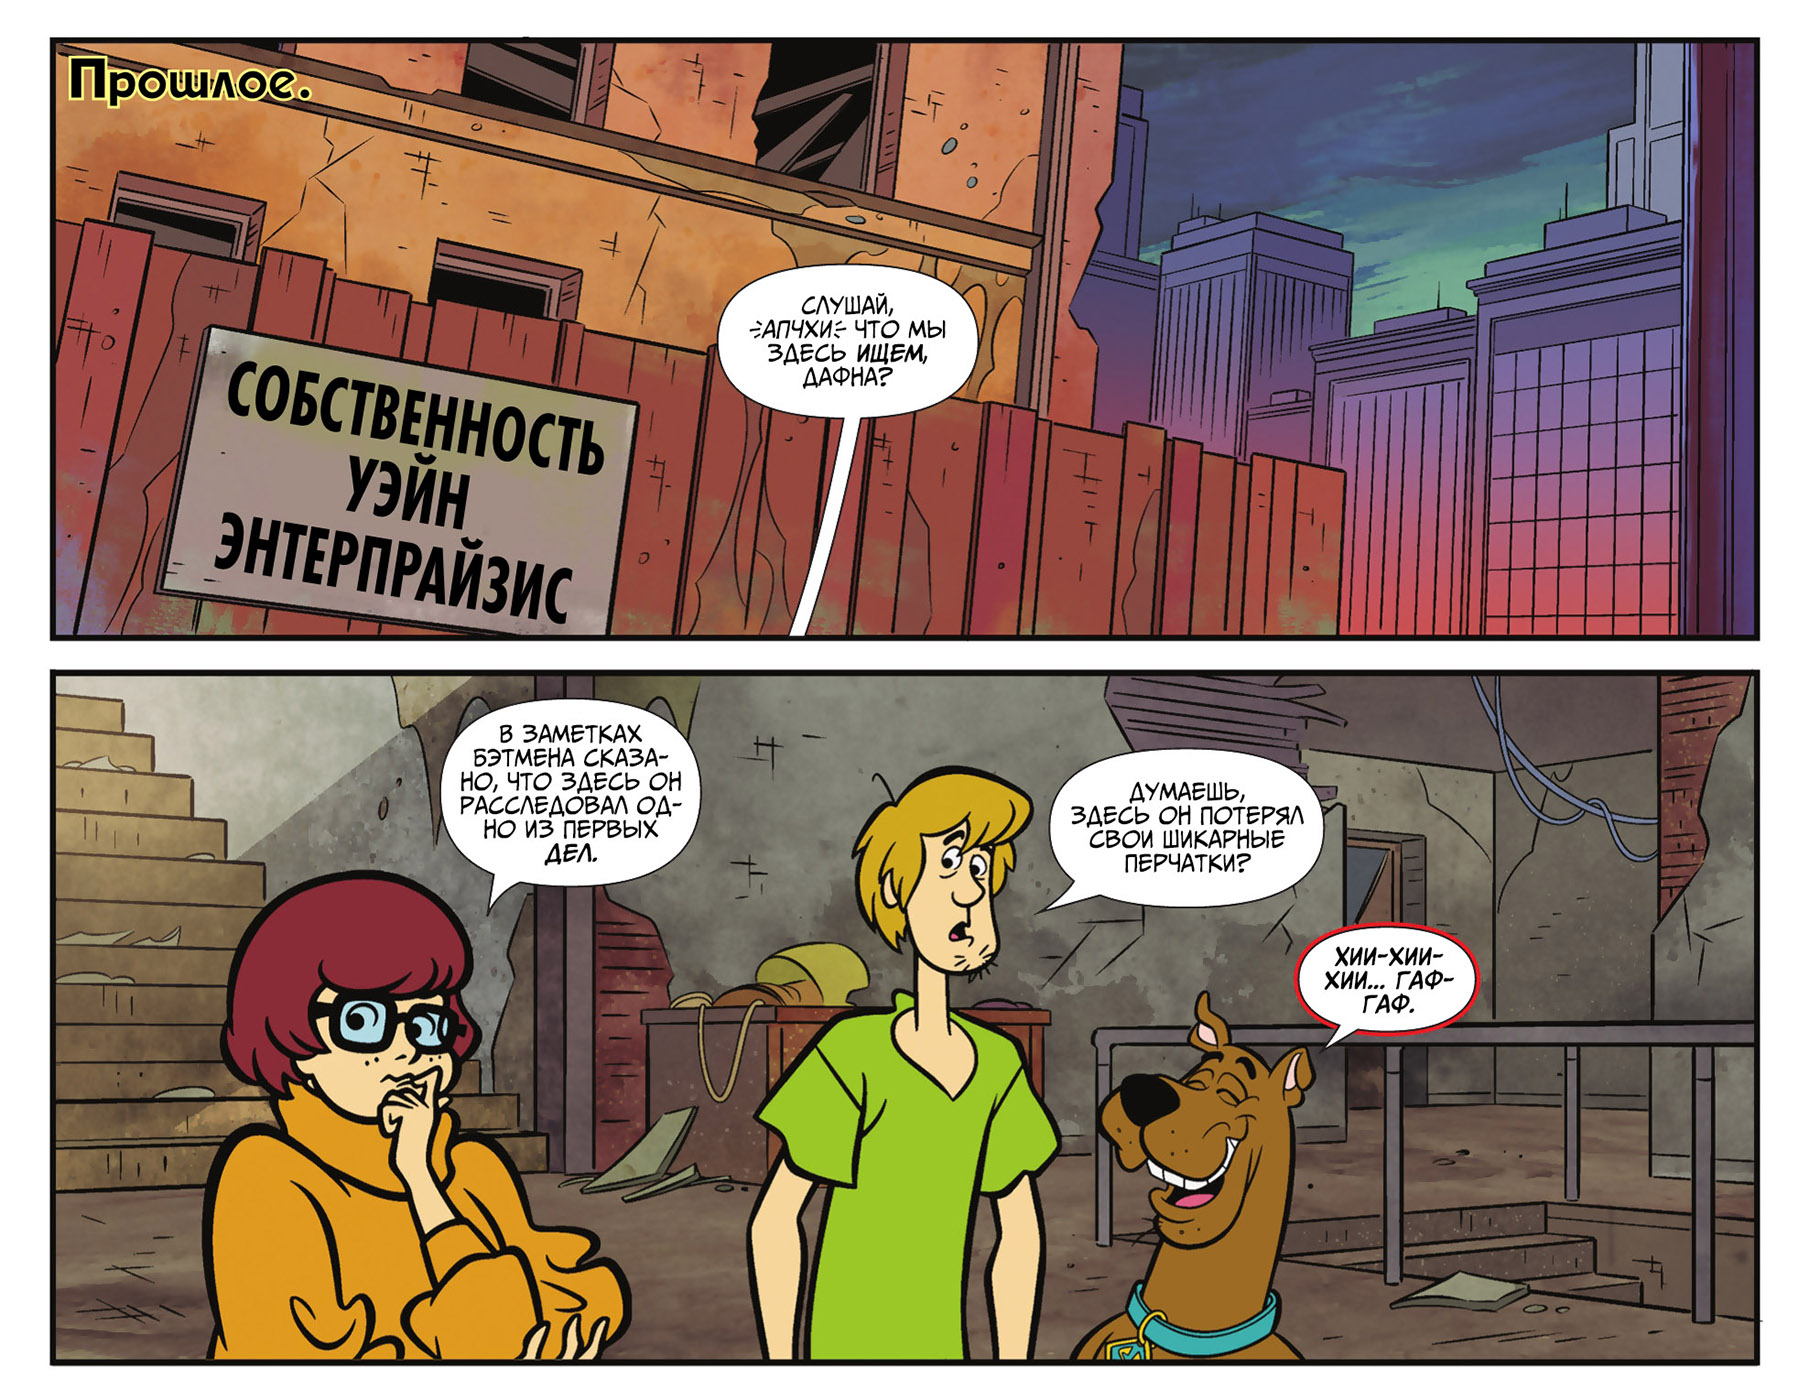 Прошлое.
СЛУШАЙ,
АПЧХИ ЧТО МЫ
ЗДЕСЬ ИЩЕМ,
ДАФНА?
СОБСТВЕННОСТЬ
УЭЙН
ЭНТЕРПРАЙЗИС
В ЗАМЕТКАХ
БЭТМЕНА СКАЗА-
НО, ЧТО ЗДЕСЬ ОН
РАССЛЕДОВАЛ ОД-
НО ИЗ ПЕРВЫХ
ДЕЛ.
ДУМАЕШЬ,
ЗДЕСЬ ОН ПОТЕРЯЛ
СВОИ ШИКАРНЫЕ
ПЕРЧАТКИ?
ХИИ-ХИИ-
ХИИ... ГАФ-
ГАФ.